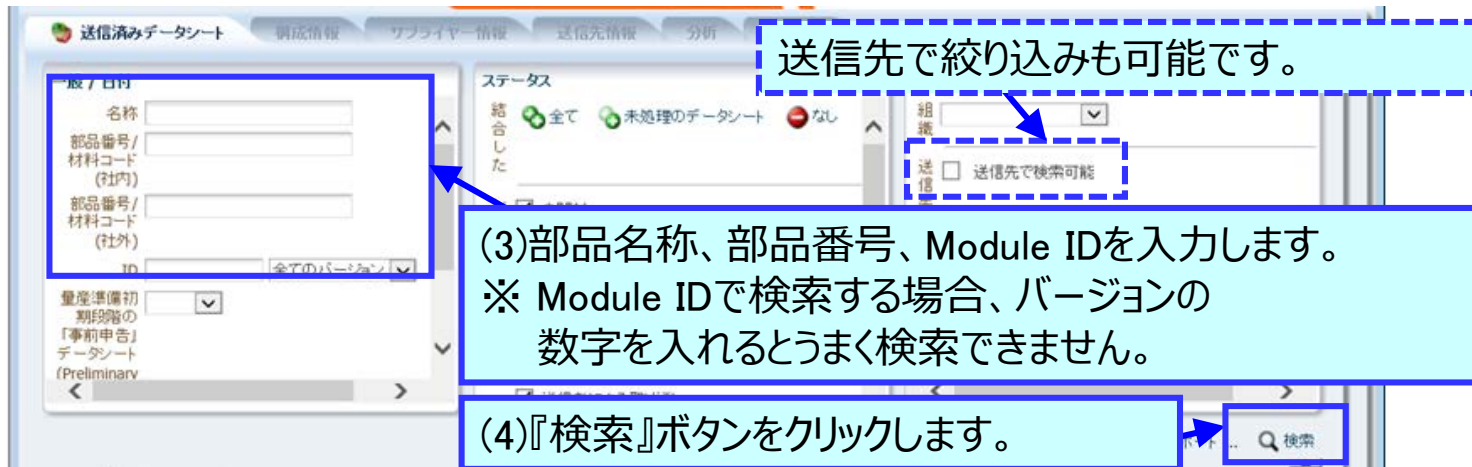 送信済みデータシート 構成情報 サプライヤー情報 送信先情報 分析
送信先で絞り込みも可能です。
一般 / 日付
ステータス
名称
結合した 全て 未処理のデータシート なし
組織
部品番号/
材料コード
(社内)
送信 送信先で検索可能
部品番号/
材料コード
(社外)
ID 全てのバージョン
(3)部品名称、部品番号、Module IDを入力します。
※ Module IDで検索する場合、バージョンの
数字を入れるとうまく検索できません。
量産準備初
期段階の
「事前申告」
データシート
(Preliminary
(4)『検索』ボタンをクリックします。
... 検索